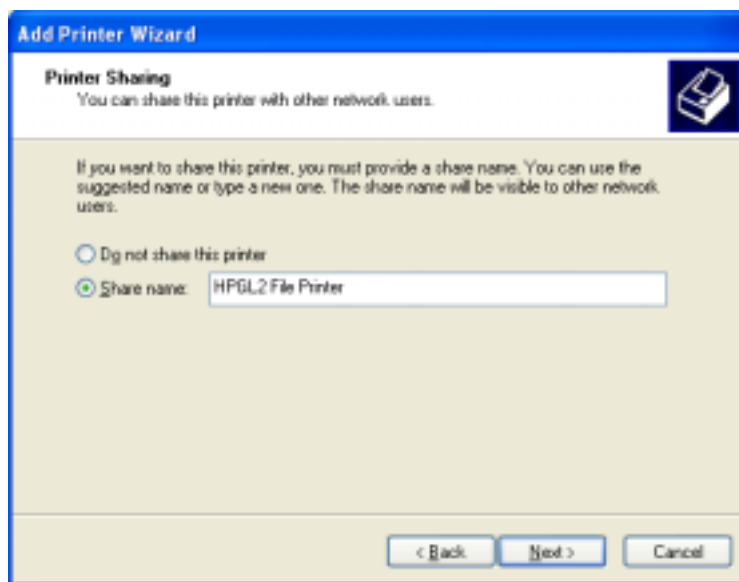 Add Printer Wizard
Printer Sharing
You can share this printer with other network users.
If you want to share this printer, you must provide a share name. You can use the
suggested name or type a new one. The share name will be visible to other network
users.
Do not share this printer
Share name: HPGL2 File Printer
< Back Next > Cancel